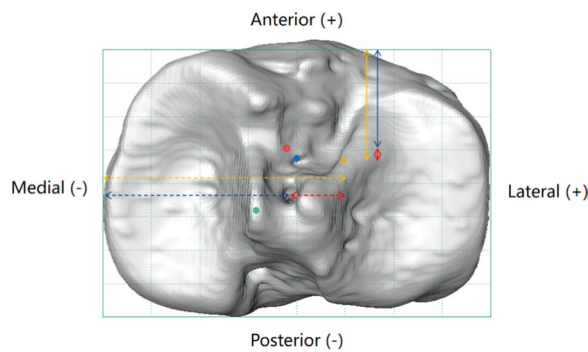 Anterior (+)
Medial (-)
Lateral (+)
Posterior (-)